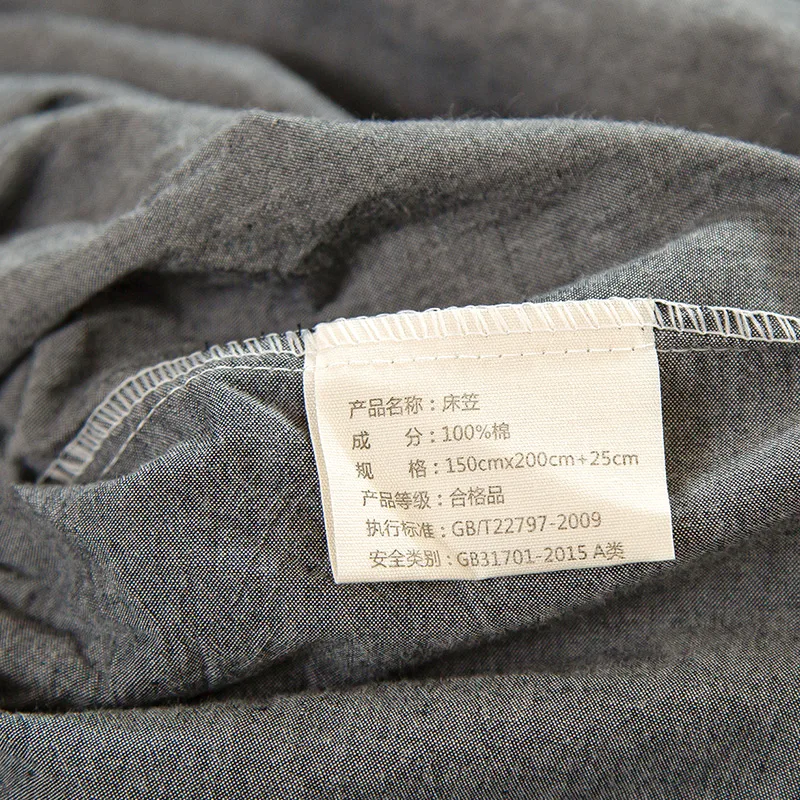 产品名称：床笠
成 分：100%棉
规 格：150cmx200cm+25cm
产品等级：合格品
执行标准：GB/T22797-2009
安全类别：GB31701-2015 A类